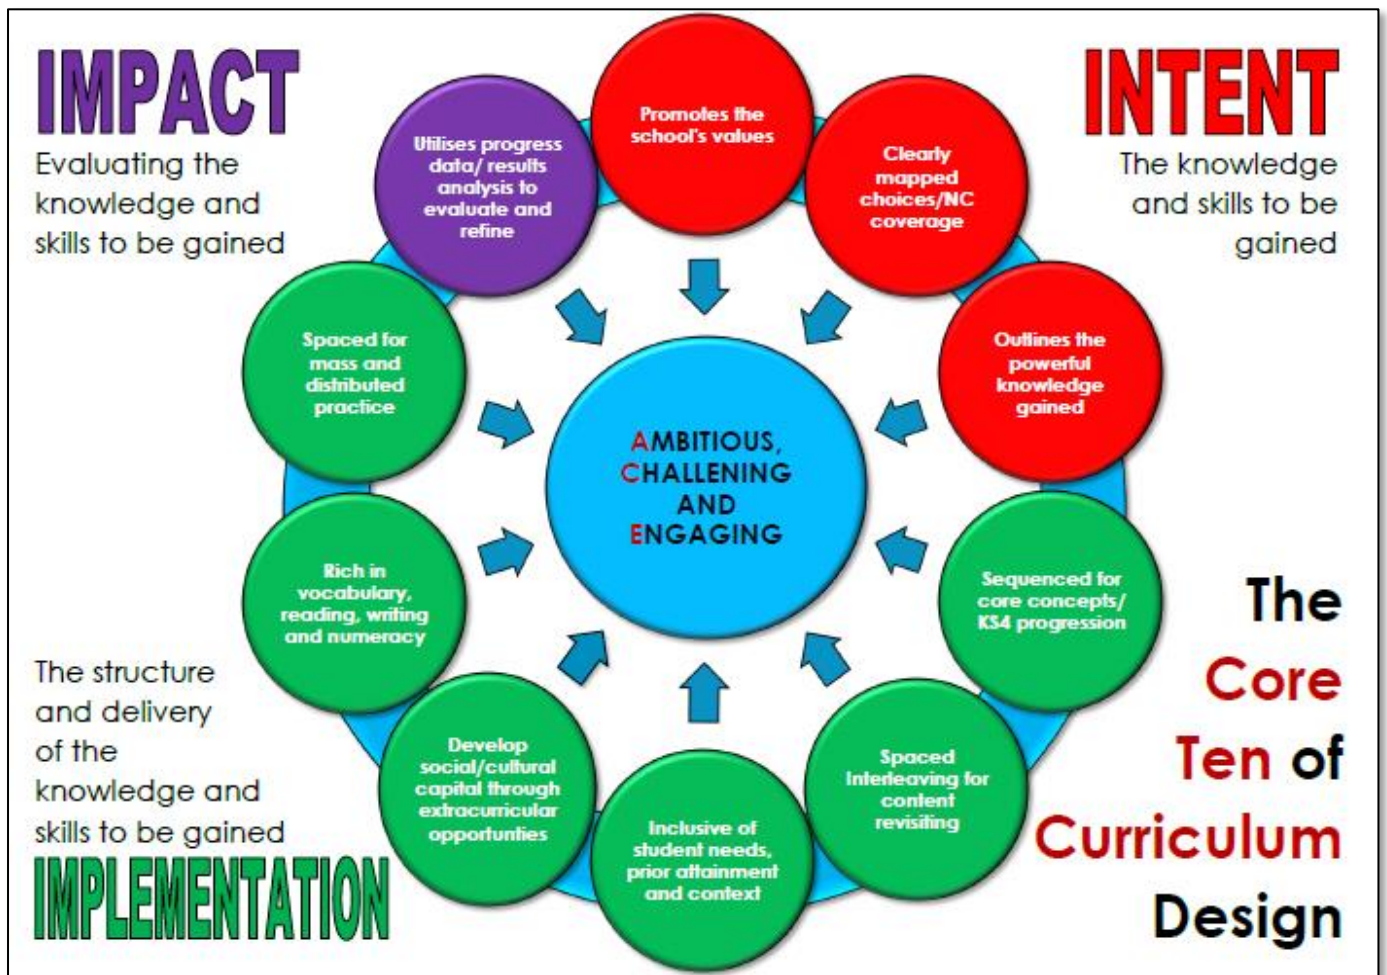 IMPACT
Evaluating the
knowledge and
skills to be gained
INTENT
The knowledge
and skills to be
gained
Promotes the
school's values
Clearly
mapped
choices/NC
coverage
Outlines the
powerful
knowledge
gained
Sequenced for
core concepts/
KS4 progression
Spaced
Interleaving for
content
revisiting
Inclusive of
student needs,
prior attainment
and context
Develop
social/cultural
capital through
extracurricular
opportunties
Rich in
vocabulary,
reading, writing
and numeracy
Spaced for
mass and
distributed
practice
Utilises progress
data/ results
analysis to
evaluate and
refine
AMBITIOUS,
CHALLENING
AND
ENGAGING
The structure
and delivery
of the
knowledge and
skills to be gained
IMPLEMENTATION
The
Core
Ten of
Curriculum
Design